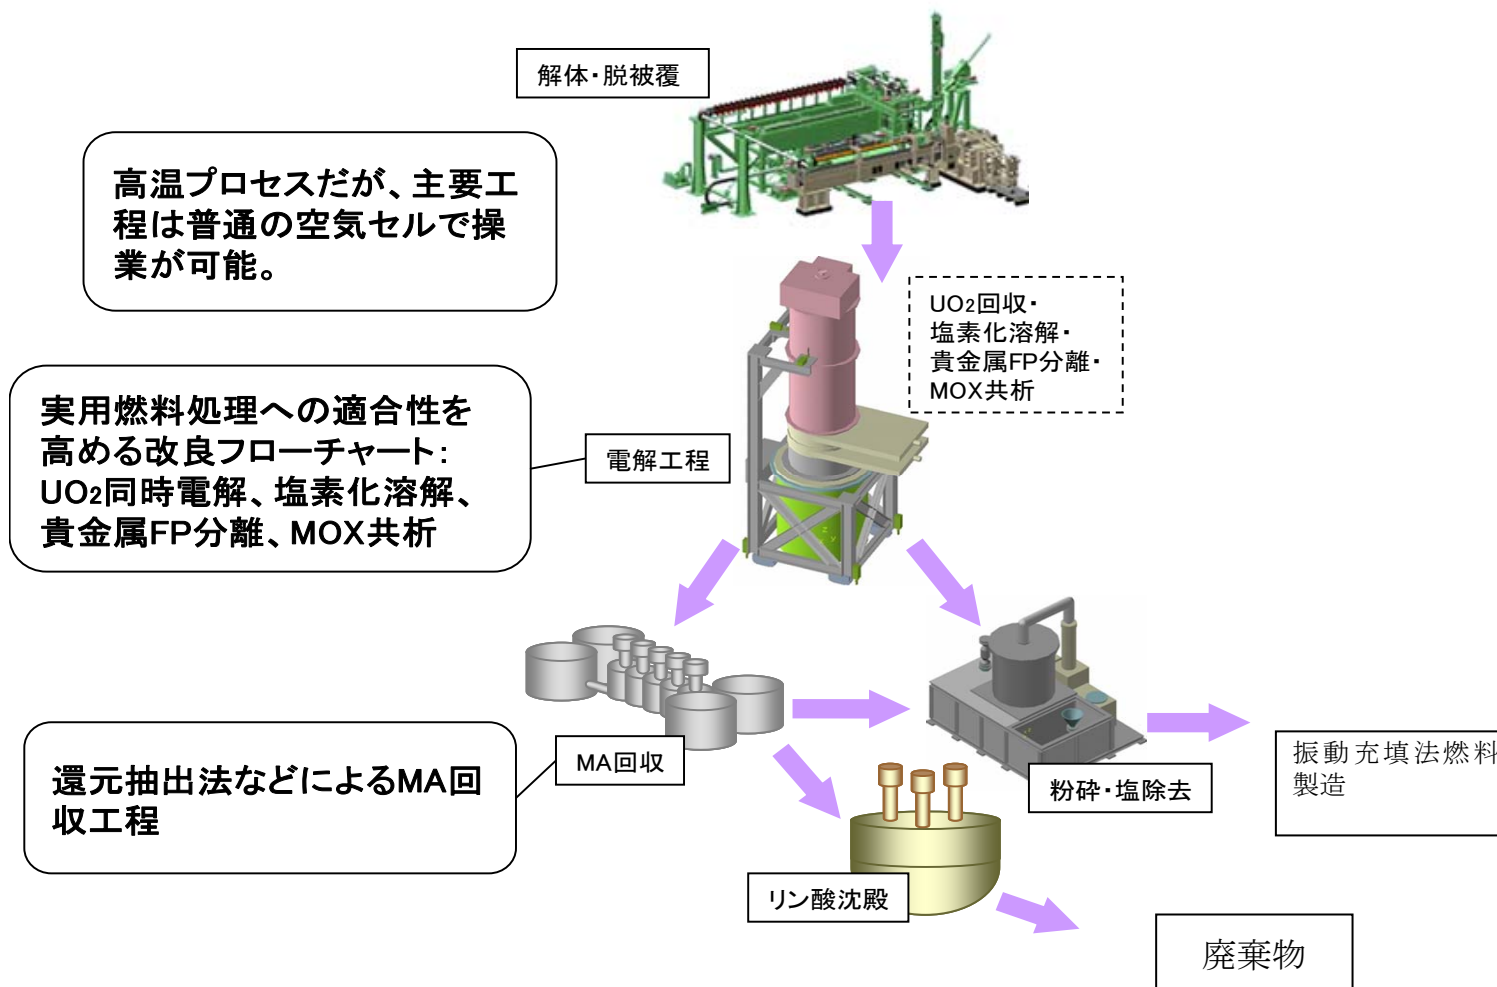 解体・脱被覆
高温プロセスだが、主要工
程は普通の空気セルで操
業が可能。
UO2回収・
塩素化溶解・
貴金属FP分離・
MOX共析
実用燃料処理への適合性を
高める改良フローチャート：
UO2同時電解、塩素化溶解、
貴金属FP分離、MOX共析
電解工程
MA回収
還元抽出法などによるMA回
収工程
粉砕・塩除去
振動充填法燃料
製造
リン酸沈殿
廃棄物